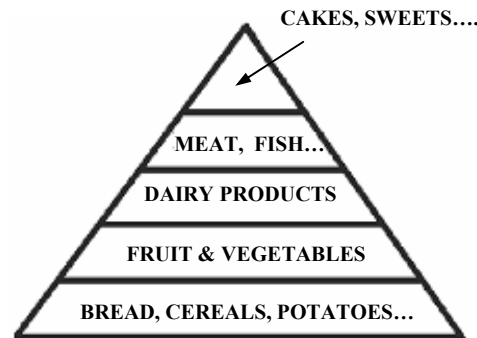 CAKES, SWEETS….
MEAT, FISH…
DAIRY PRODUCTS
FRUIT & VEGETABLES
BREAD, CEREALS, POTATOES…